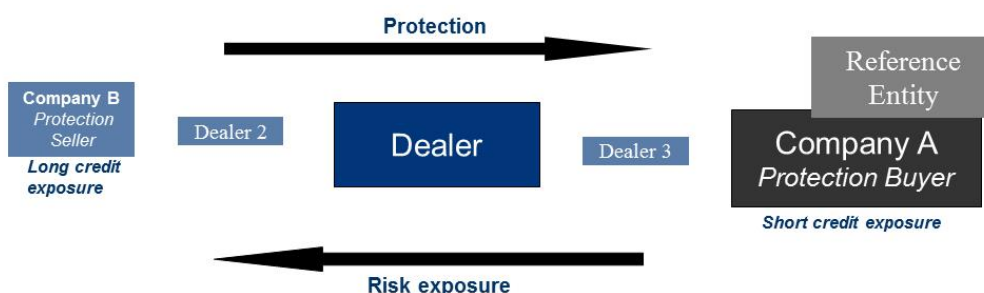 Protection
Company B
Protection
Seller
Long credit
exposure
Dealer 2
Dealer
Dealer 3
Reference
Entity
Company A
Protection Buyer
Short credit exposure
Risk exposure